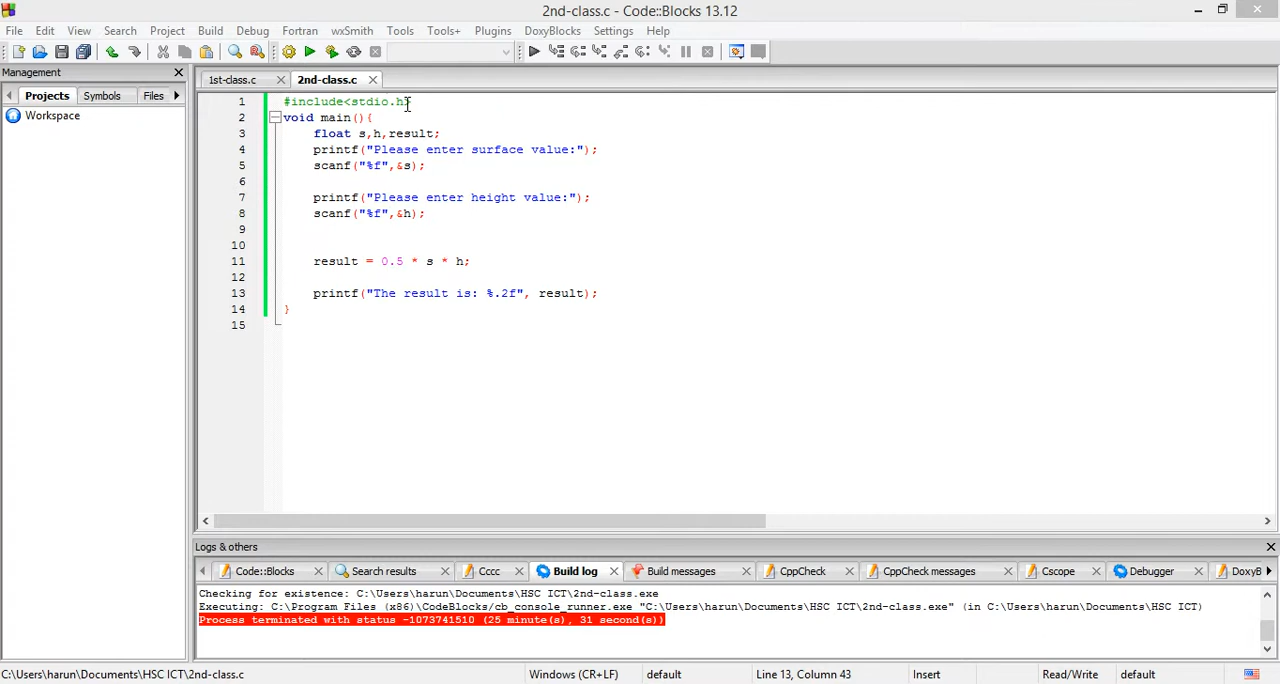 2nd-class.c - Code::Blocks 13.12
File Edit View Search Project Build Debug Fortran wxSmith Tools Tools+ Plugins DoxyBlocks Settings Help
Management
Projects Symbols Files
Workspace
1st-class.c 2nd-class.c
1 #include<stdio.h>
2 void main(){
3 float s,h,result;
4 printf("Please enter surface value:");
5 scanf("%f",&s);
6
7 printf("Please enter height value:");
8 scanf("%f",&h);
9
10
11 result = 0.5 * s * h;
12
13 printf("The result is: %.2f", result);
14 }
15
Logs & others
Code::Blocks Search results Cccc Build log Build messages CppCheck CppCheck messages Cscope Debugger DoxyB
Checking for existence: C:\Users\harun\Documents\HSC ICT\2nd-class.exe
Executing: C:\Program Files (x86)\CodeBlocks/cb_console_runner.exe "C:\Users\harun\Documents\HSC ICT\2nd-class.exe" (in C:\Users\harun\Documents\HSC ICT)
Process terminated with status -1073741510 (25 minute(s), 31 second(s))
C:\Users\harun\Documents\HSC ICT\2nd-class.c Windows (CR+LF) default Line 13, Column 43 Insert Read/Write default